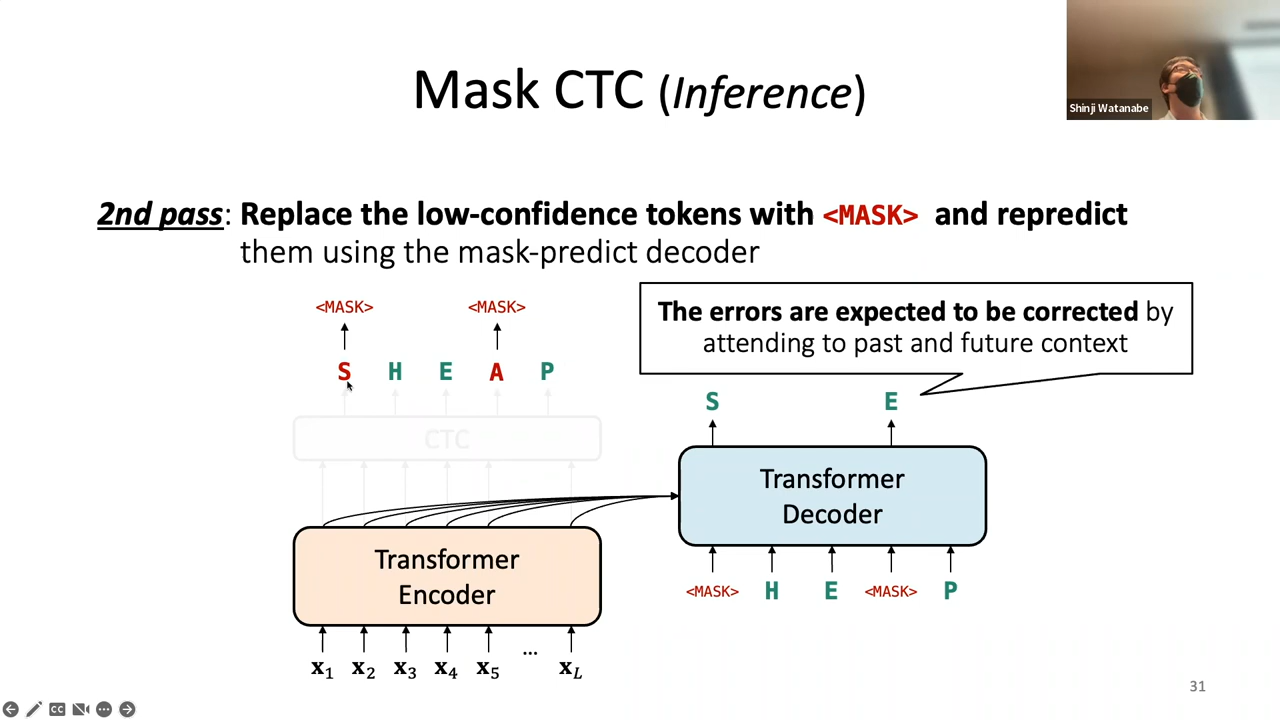 Mask CTC (Inference)
Shinji Watanabe
2nd pass: Replace the low-confidence tokens with <MASK> and repredict
them using the mask-predict decoder
<MASK> <MASK>
S H E A P
CTC
The errors are expected to be corrected by
attending to past and future context
S E
Transformer
Decoder
<MASK> H E <MASK> P
Transformer
Encoder
x1 x2 x3 x4 x5 ... xL
31
CC